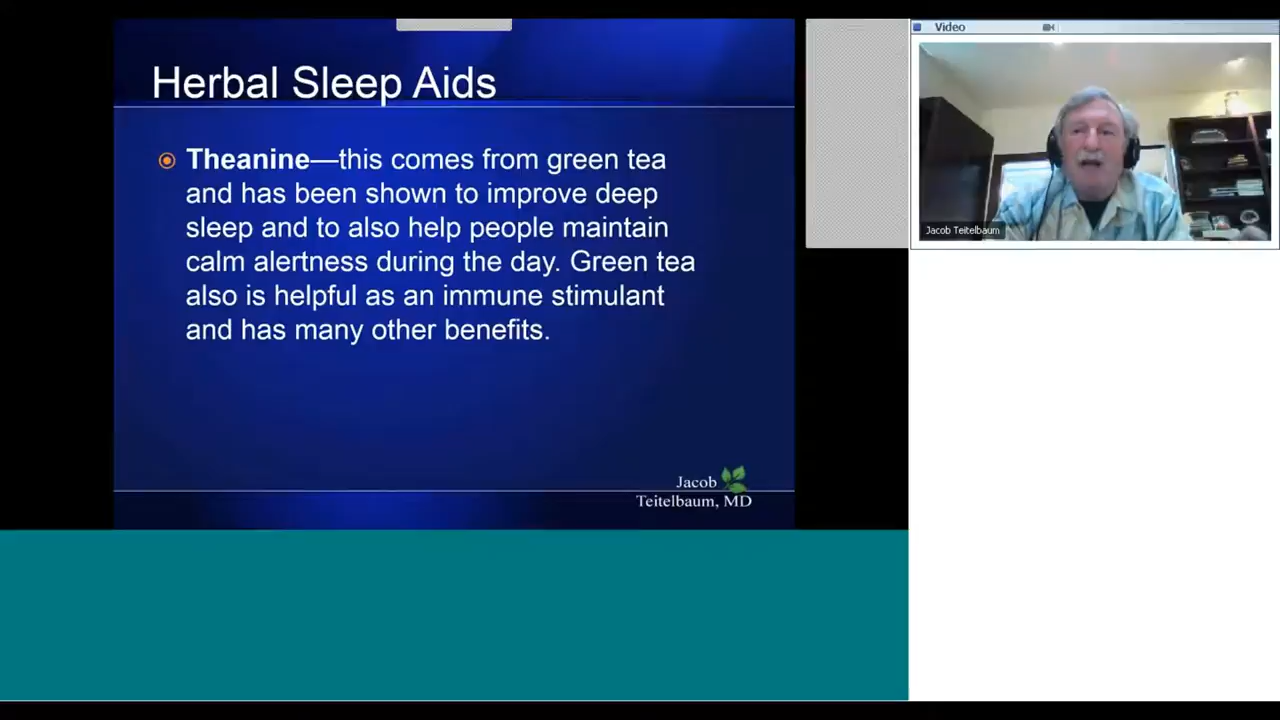 Herbal Sleep Aids
Theanine—this comes from green tea
and has been shown to improve deep
sleep and to also help people maintain
calm alertness during the day. Green tea
also is helpful as an immune stimulant
and has many other benefits.
Jacob
Teitelbaum, MD
Video
Jacob Teitelbaum